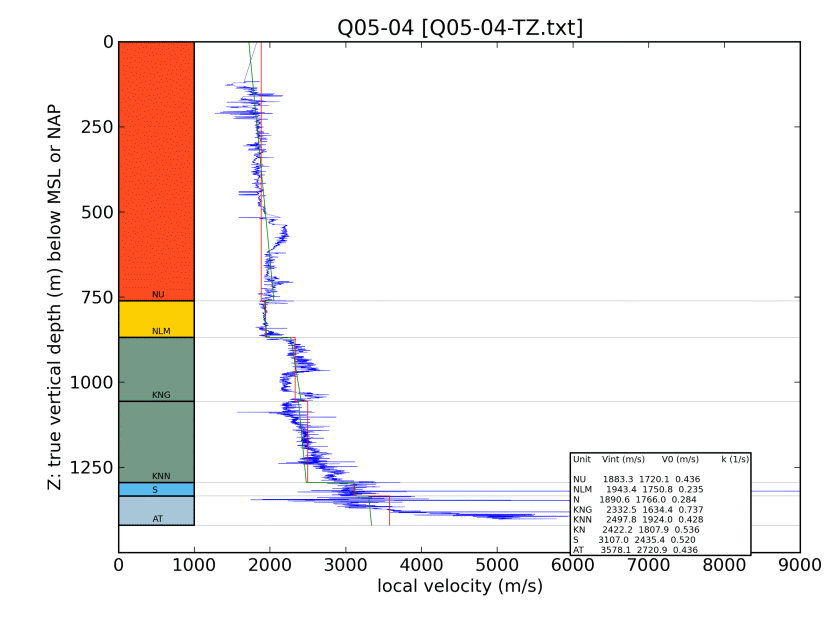 Q05-04 [Q05-04-TZ.txt]
Z: true vertical depth (m) below MSL or NAP
0
250
500
750
1000
1250
NU
NLM
KNG
KNN
S
AT
Unit Vint (m/s) V0 (m/s) k (1/s)
NU 1883.3 1720.1 0.436
NLM 1943.4 1750.8 0.235
N 1890.6 1766.0 0.284
KNG 2332.5 1634.4 0.737
KNN 2497.8 1924.0 0.428
KN 2422.2 1807.9 0.536
S 3107.0 2435.4 0.520
AT 3578.1 2720.9 0.436
0 1000 2000 3000 4000 5000 6000 7000 8000 9000
local velocity (m/s)